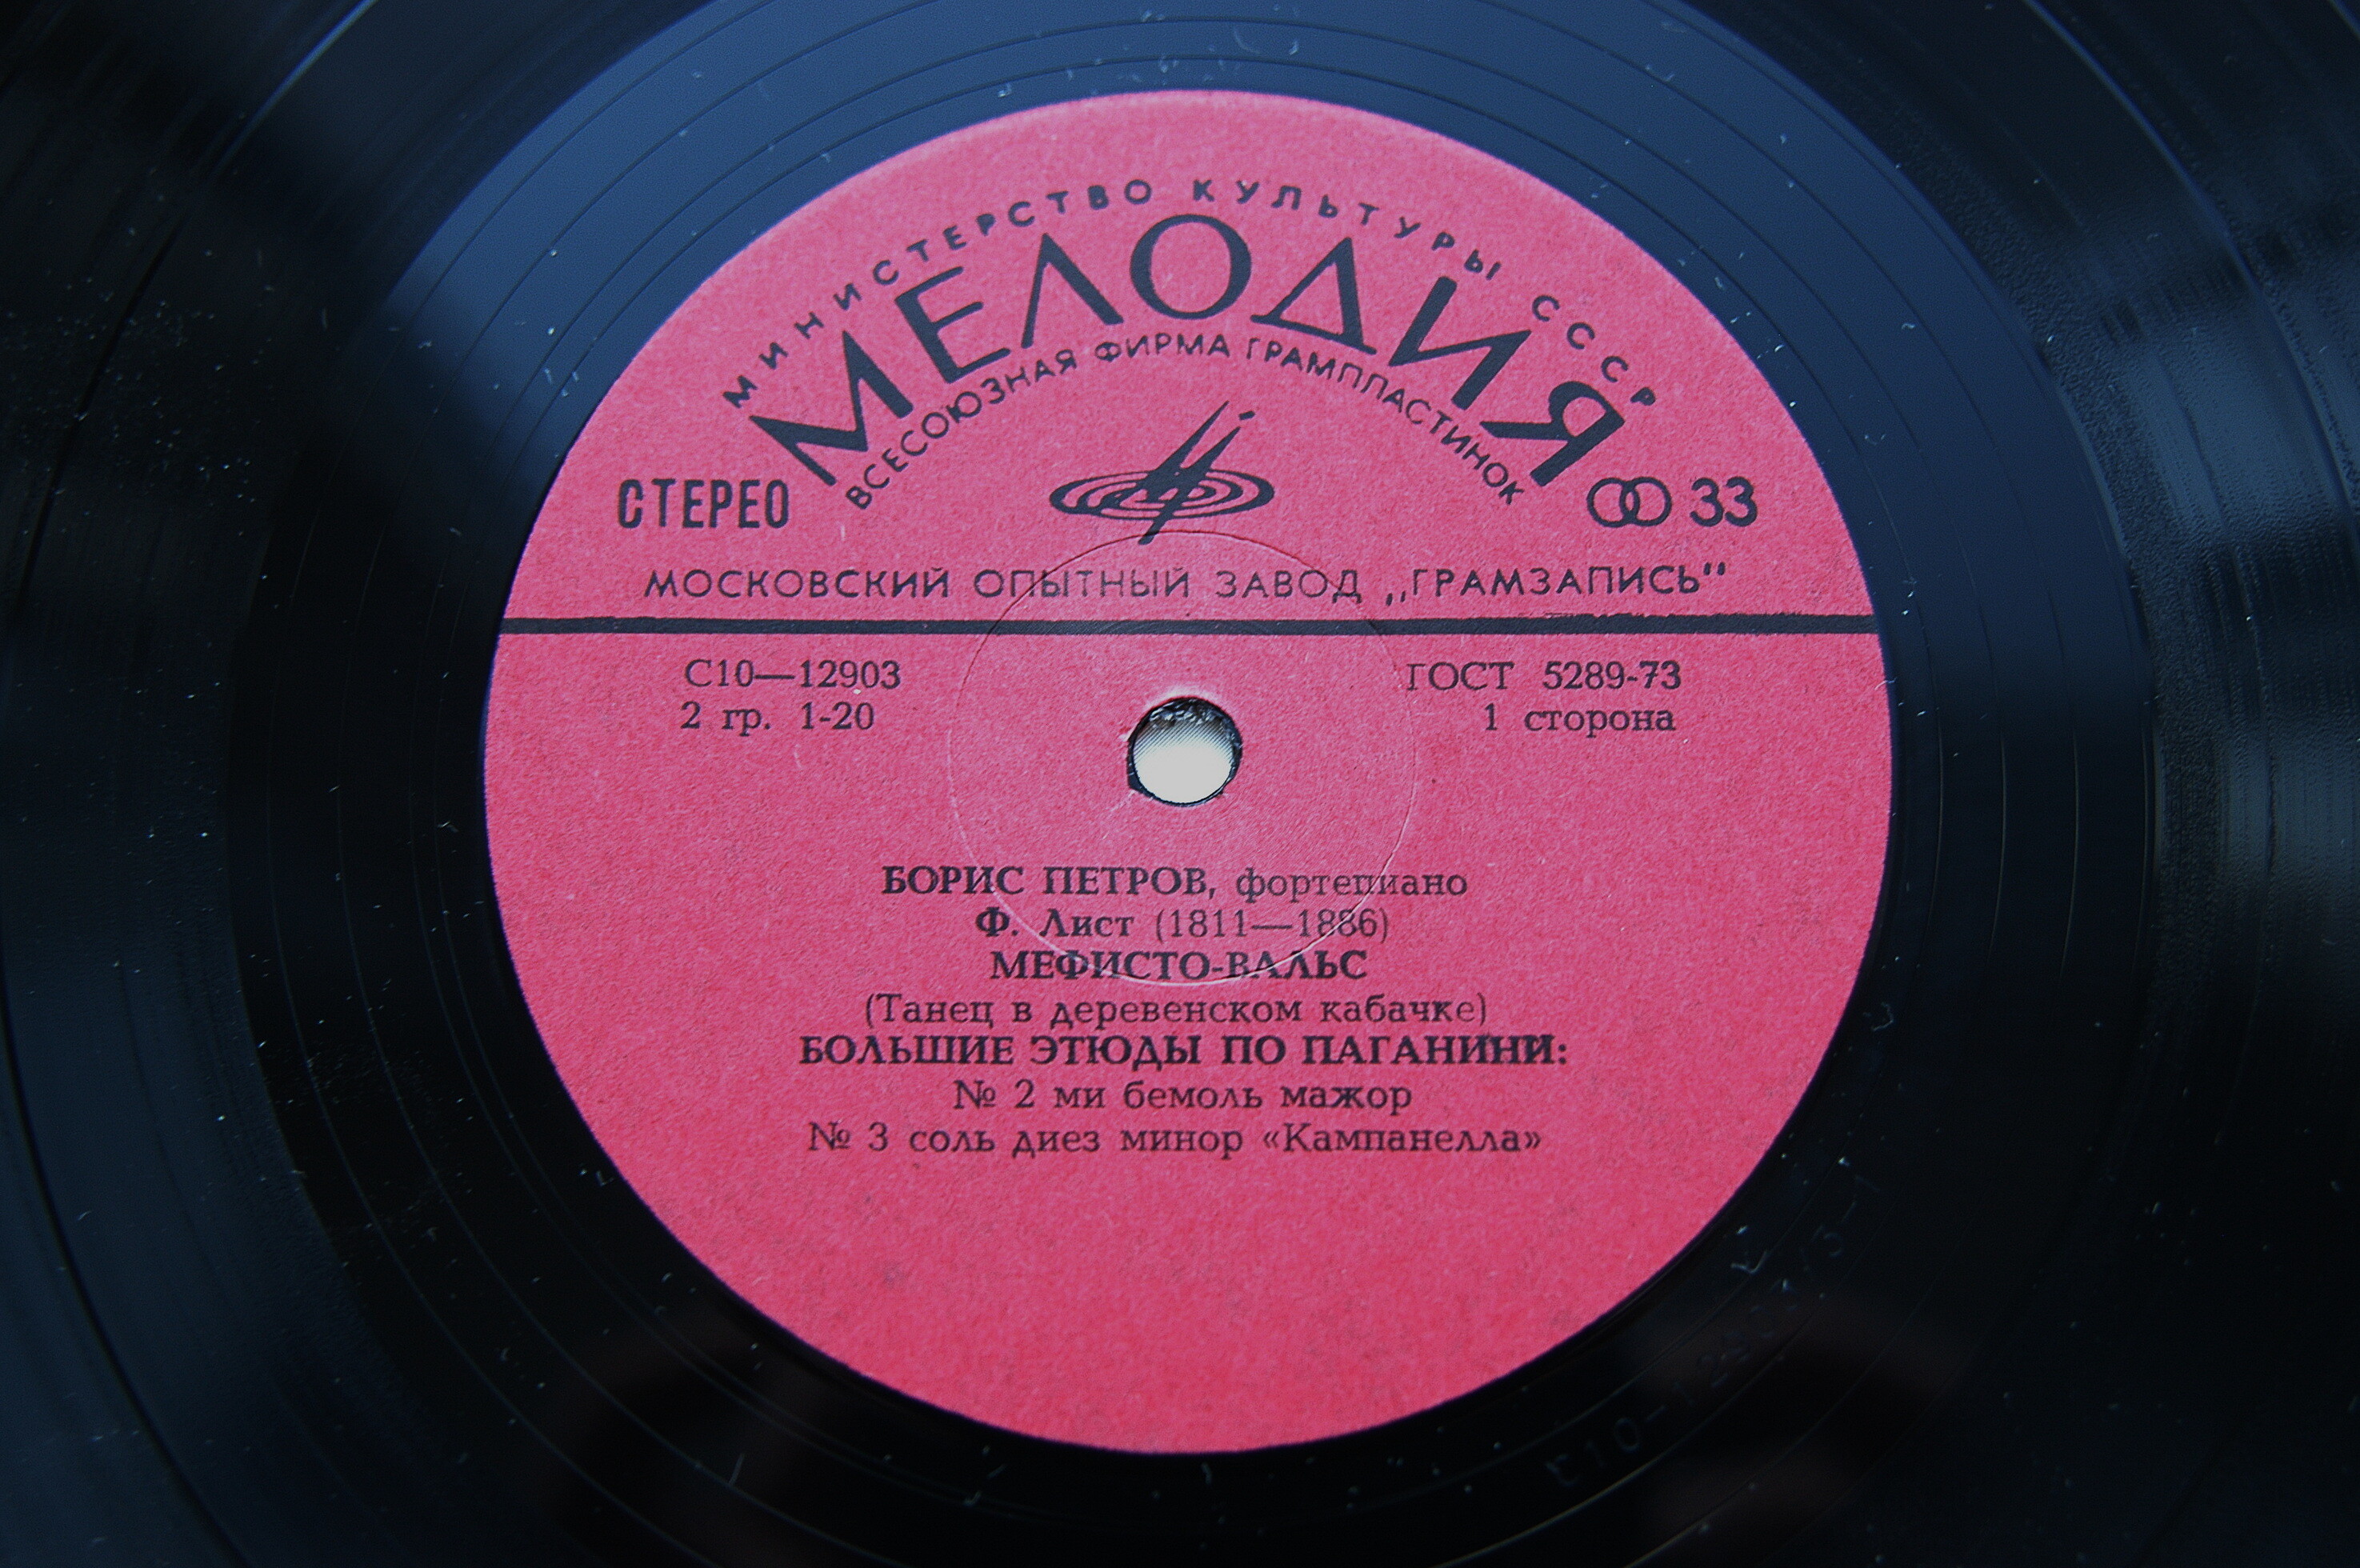 МИНИСТЕРСТВО КУЛЬТУРЫ СССР
МЕЛОДИЯ
ВСЕСОЮЗНАЯ ФИРМА ГРАМПЛАСТИНОК
СТЕРЕО
33
МОСКОВСКИЙ ОПЫТНЫЙ ЗАВОД „ГРАМЗАПИСЬ"
С10—12903
ГОСТ 5289-73
2 гр. 1-20
1 сторона
БОРИС ПЕТРОВ, фортепиано
Ф. Лист (1811—1886)
МЕФИСТО-ВАЛЬС
(Танец в деревенском кабачке)
БОЛЬШИЕ ЭТЮДЫ ПО ПАГАНИНИ:
№ 2 ми бемоль мажор
№ 3 соль диез минор «Кампанелла»